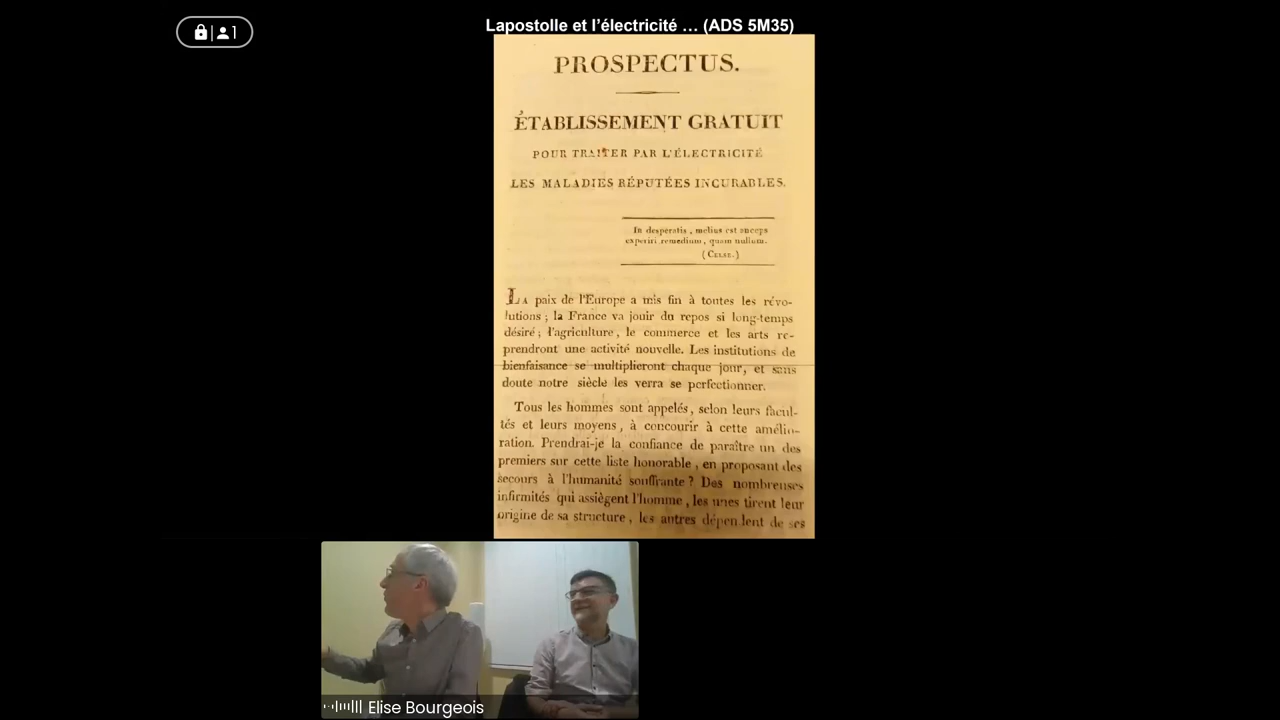 Lapostolle et l’électricité … (ADS 5M35)
1
PROSPECTUS.
ÉTABLISSEMENT GRATUIT
POUR TRAITER PAR L'ÉLECTRICITÉ
LES MALADIES RÉPUTÉES INCURABLES.
In desperatis, melius est anceps
experiri remedium, quam nullum.
(CELSE.)
LA paix de l'Europe a mis fin à toutes les révo-
lutions ; la France va jouir du repos si long-temps
désiré ; l'agriculture, le commerce et les arts re-
prendront une activité nouvelle. Les institutions de
bienfaisance se multiplieront chaque jour, et sans
doute notre siècle les verra se perfectionner.
Tous les hommes sont appelés, selon leurs facul-
tés et leurs moyens, à concourir à cette amélio-
ration. Prendrai-je la confiance de paraître un des
premiers sur cette liste honorable, en proposant des
secours à l'humanité souffrante ? Des nombreuses
infirmités qui assiègent l'homme, les unes tirent leur
origine de sa structure, les autres dépendent de ses
Elise Bourgeois